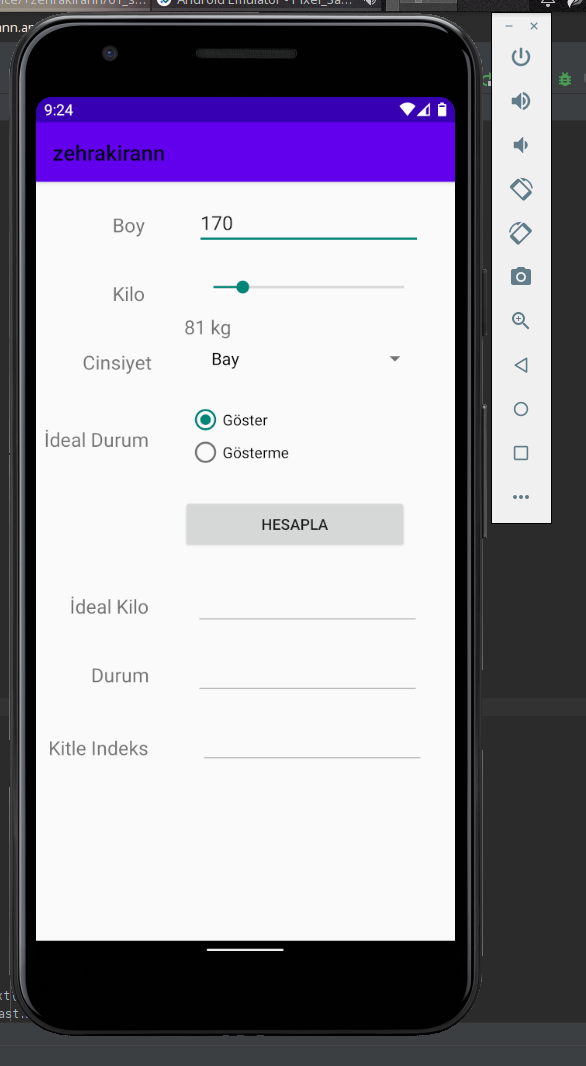 Android Emulator - Pixel_3a...
9:24
zehrakirann
Boy
170
Kilo
81 kg
Cinsiyet
Bay
İdeal Durum
Göster
Gösterme
HESAPLA
İdeal Kilo
Durum
Kitle Indeks